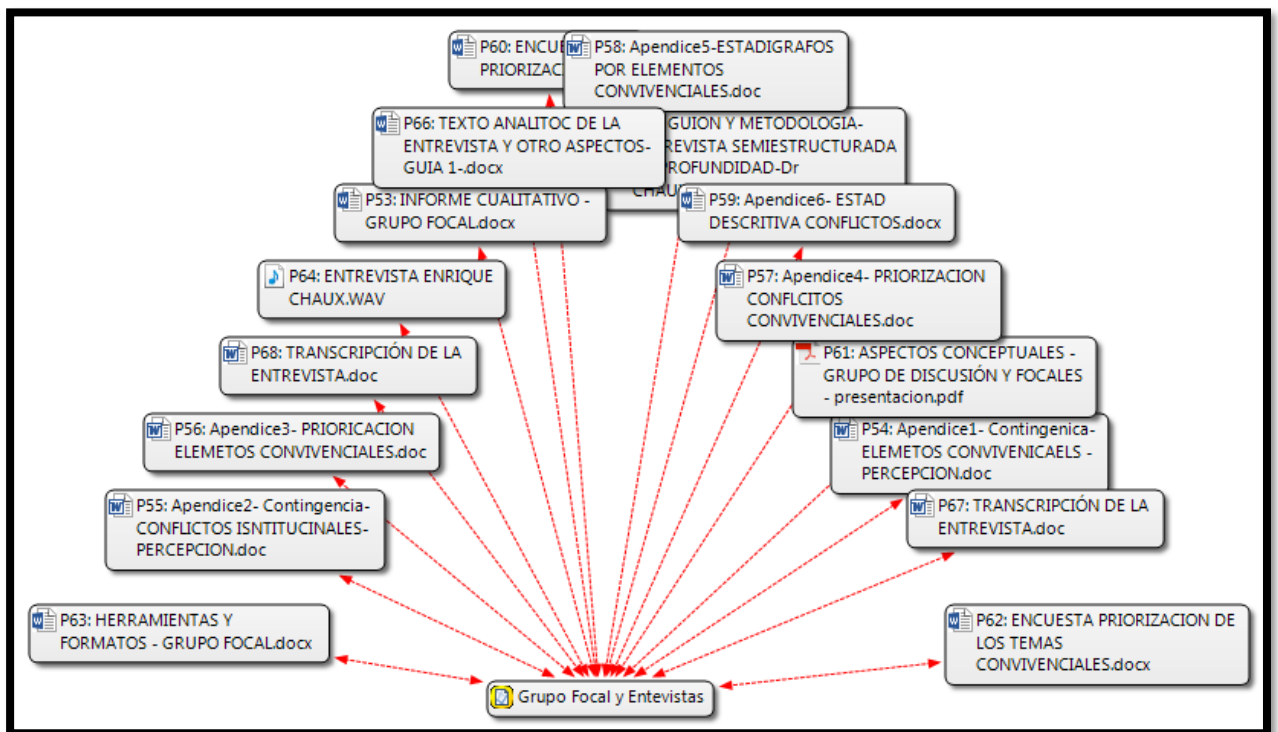 P60: ENCUE
PRIORIZAC
P58: Apendice5-ESTADIGRAFOS
POR ELEMENTOS
CONVIVENCIALES.doc
P66: TEXTO ANALITOC DE LA
ENTREVISTA Y OTRO ASPECTOS-
GUIA 1-.docx
GUION Y METODOLOGIA-
REVISTA SEMIESTRUCTURADA
PROFUNDIDAD-Dr
CHAU
P53: INFORME CUALITATIVO -
GRUPO FOCAL.docx
P59: Apendice6- ESTAD
DESCRITIVA CONFLICTOS.docx
P64: ENTREVISTA ENRIQUE
CHAUX.WAV
P57: Apendice4- PRIORIZACION
CONFLCITOS
CONVIVENCIALES.doc
P68: TRANSCRIPCIÓN DE LA
ENTREVISTA.doc
P61: ASPECTOS CONCEPTUALES -
GRUPO DE DISCUSIÓN Y FOCALES
- presentacion.pdf
P56: Apendice3- PRIORICACION
ELEMETOS CONVIVENCIALES.doc
P54: Apendice1- Contingenica-
ELEMETOS CONVIVENICAELS -
PERCEPCION.doc
P55: Apendice2- Contingencia-
CONFLICTOS ISNTITUCINALES-
PERCEPCION.doc
P67: TRANSCRIPCIÓN DE LA
ENTREVISTA.doc
P63: HERRAMIENTAS Y
FORMATOS - GRUPO FOCAL.docx
P62: ENCUESTA PRIORIZACION DE
LOS TEMAS
CONVIVENCIALES.docx
Grupo Focal y Entevistas